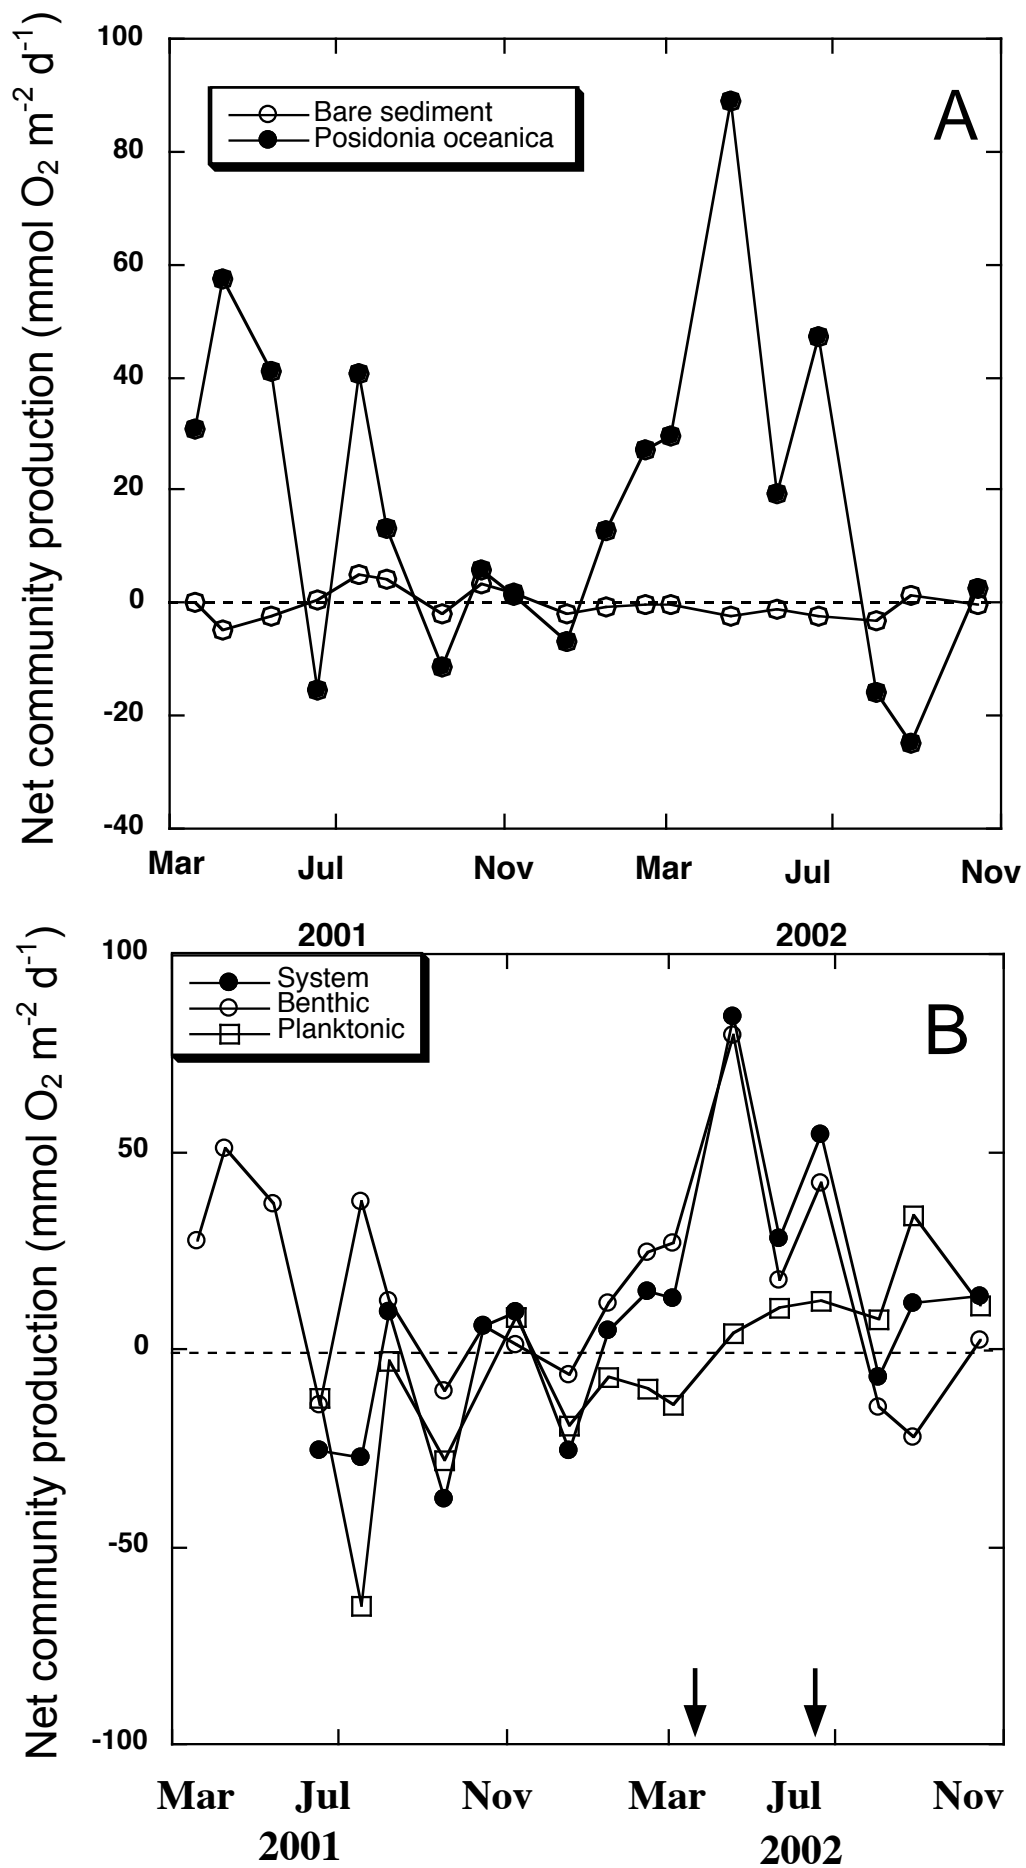 Net community production (mmol O₂ m⁻² d⁻¹)
100
80
60
40
20
0
-20
-40
Bare sediment
Posidonia oceanica
A
Mar Jul Nov Mar Jul Nov
2001 2002
Net community production (mmol O₂ m⁻² d⁻¹)
100
50
0
-50
-100
System
Benthic
Planktonic
B
Mar Jul Nov Mar Jul Nov
2001 2002